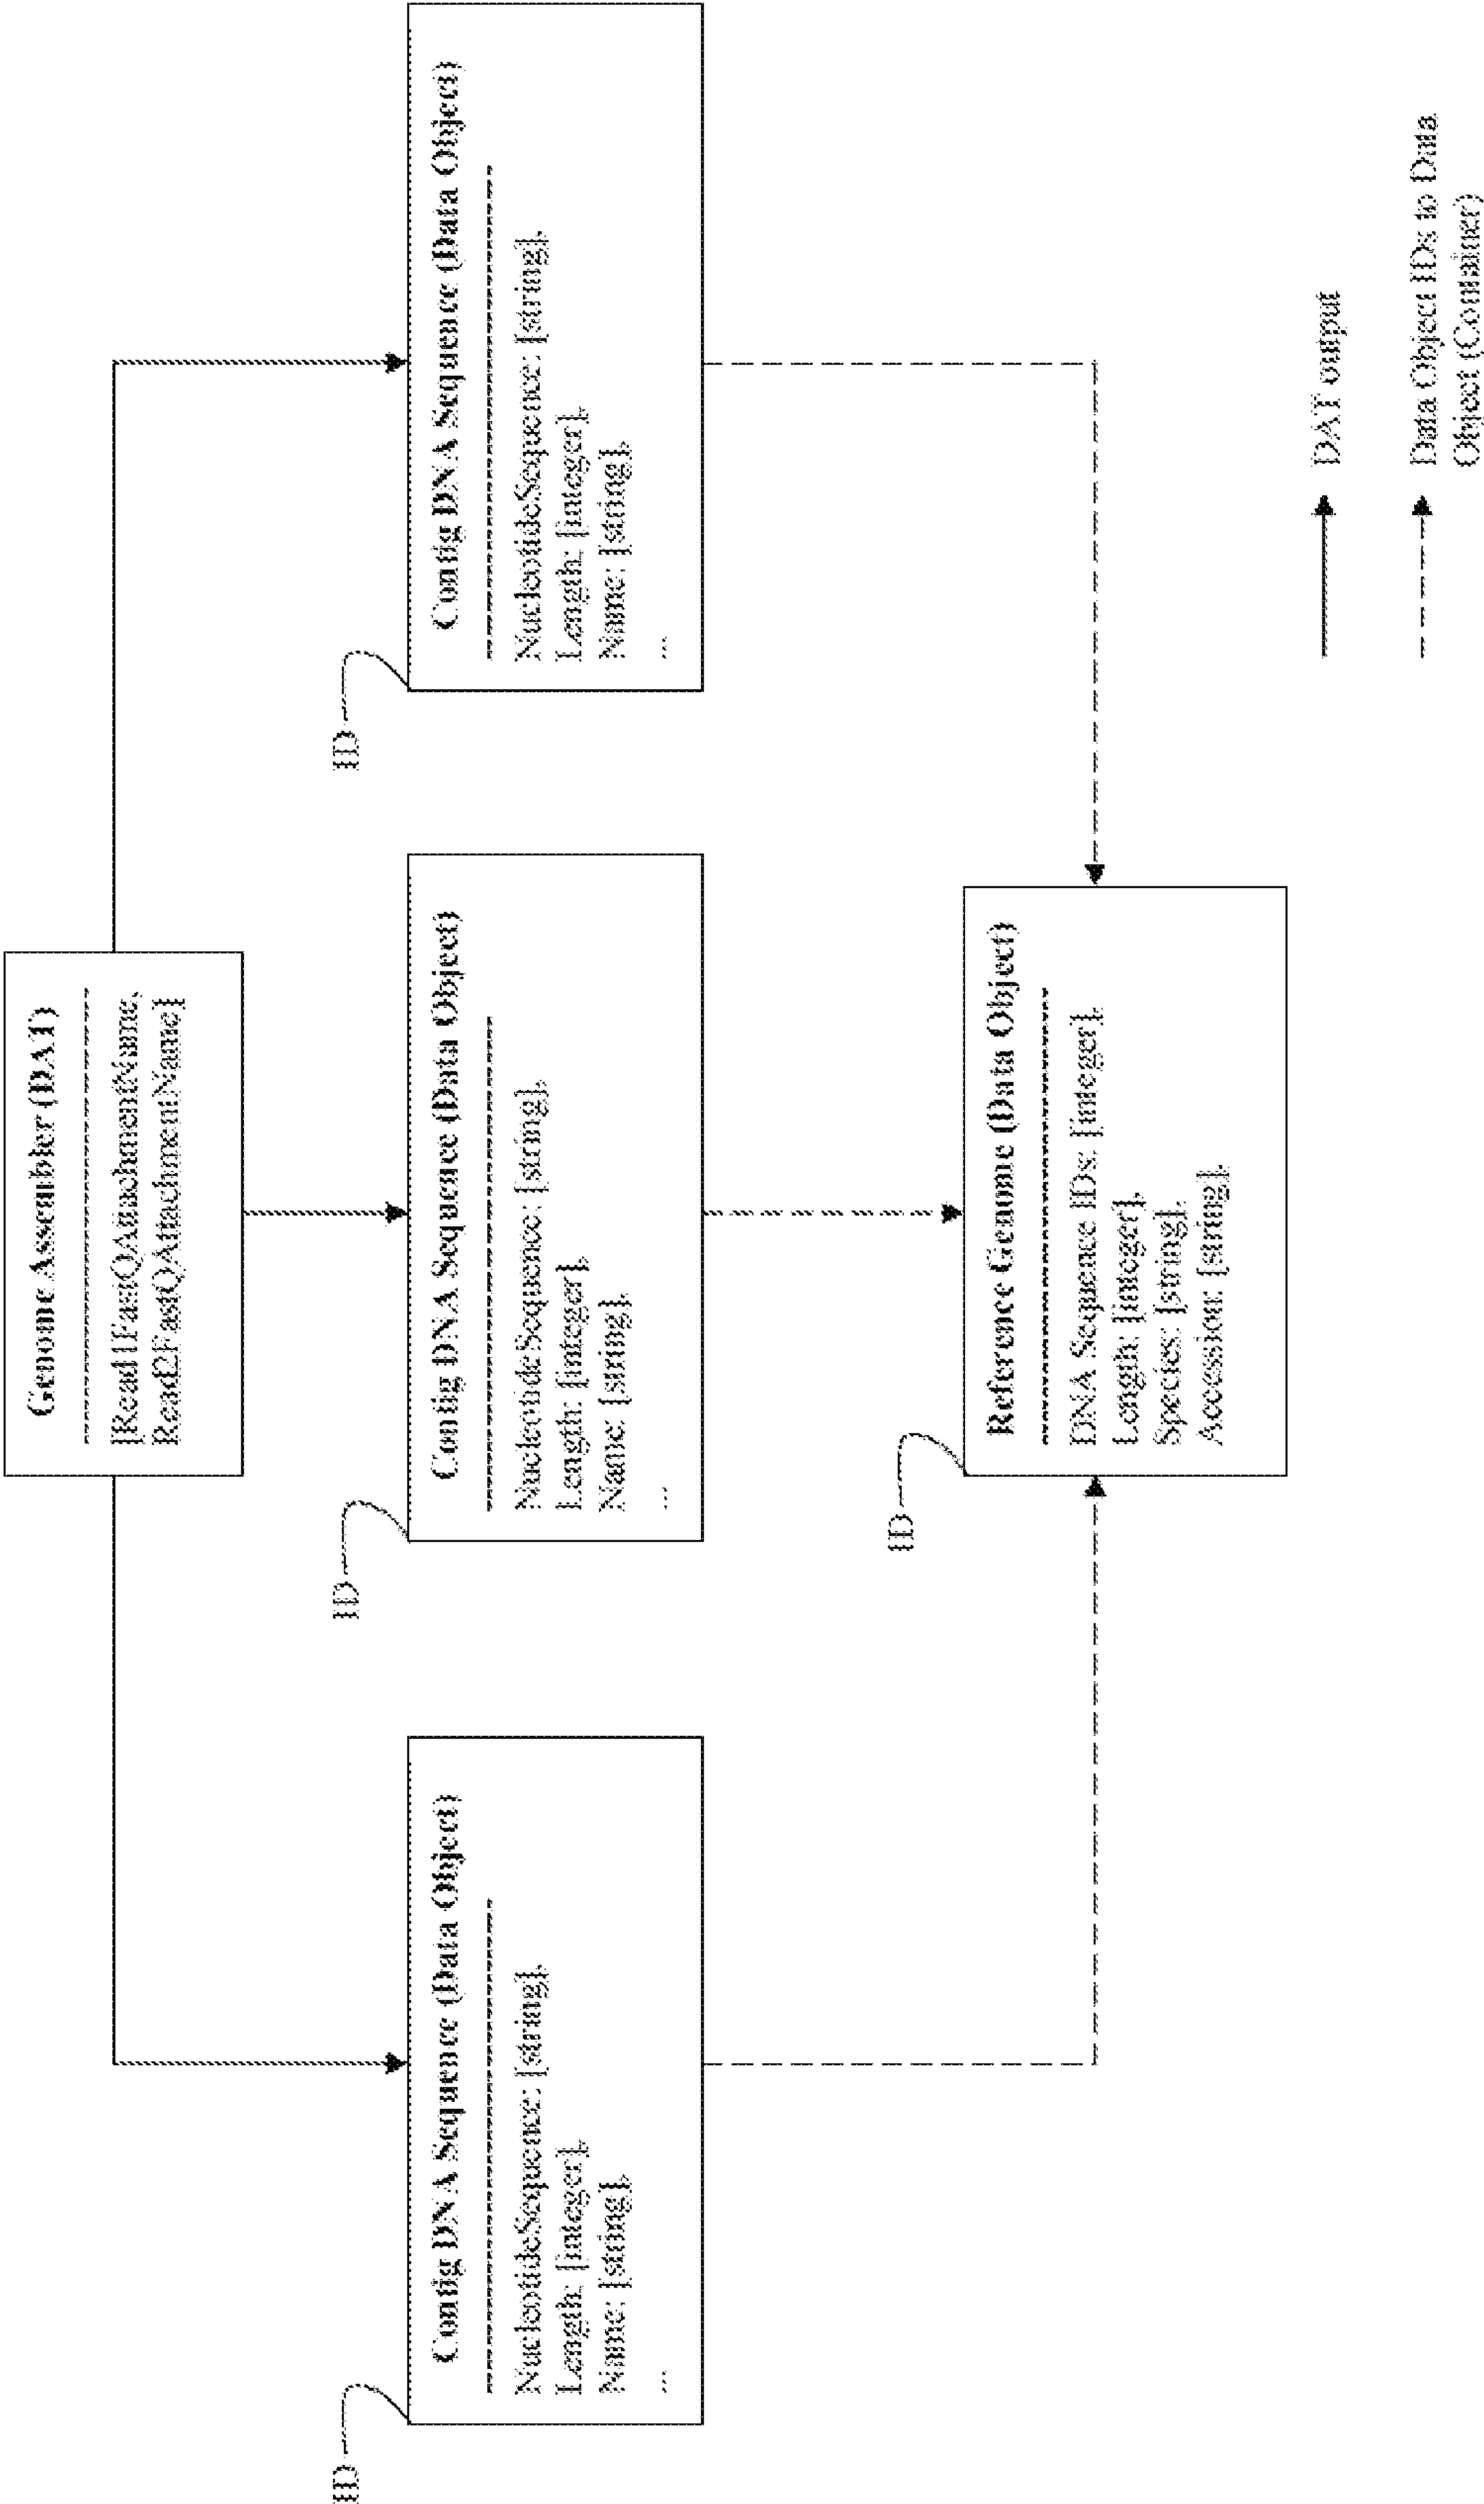 Genome Assembler (DAT)
[Read1FastQAttachmentName,
Read2FastQAttachmentName]
ID
Contig DNA Sequence (Data Object)
NucleotideSequence: [string],
Length: [integer],
Name: [string],
...
ID
Contig DNA Sequence (Data Object)
NucleotideSequence: [string],
Length: [integer],
Name: [string],
...
ID
Contig DNA Sequence (Data Object)
NucleotideSequence: [string],
Length: [integer],
Name: [string],
...
ID
Reference Genome (Data Object)
DNA Sequence IDs: [integer],
Length: [integer],
Species: [string],
Accession: [string],
DAT output
Data Object IDs to Data
Object (Container)